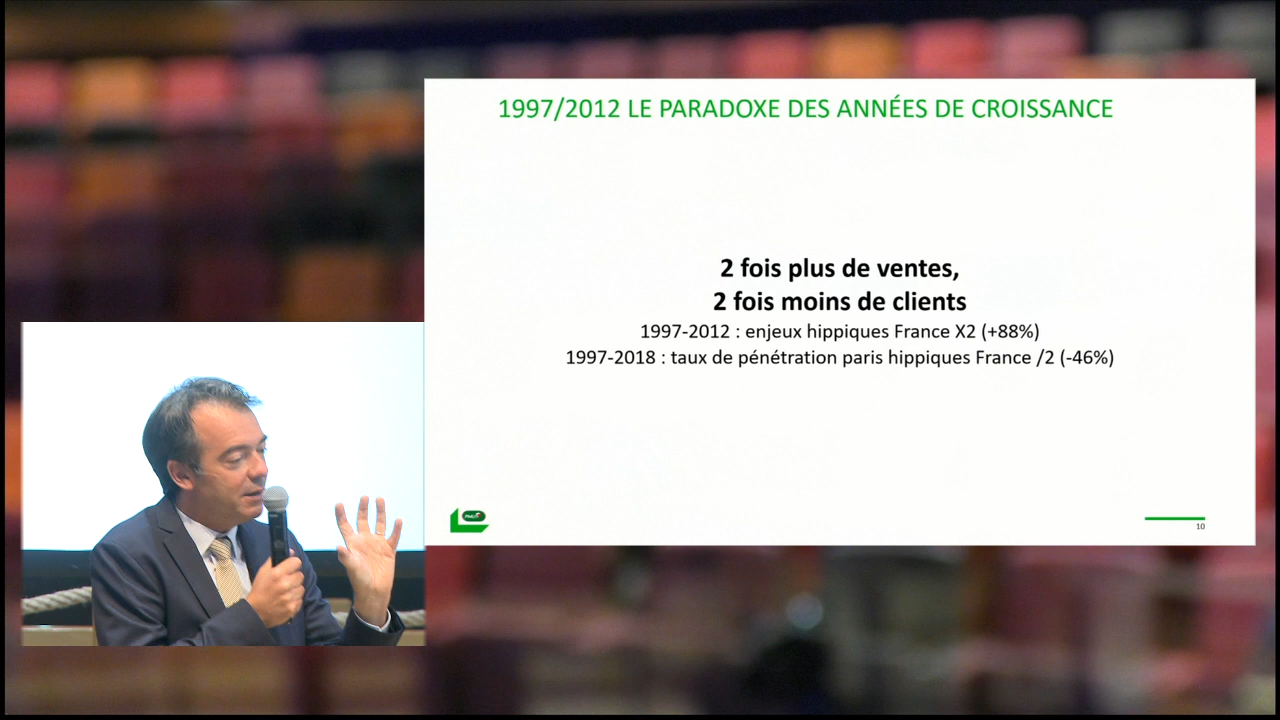 1997/2012 LE PARADOXE DES ANNÉES DE CROISSANCE
2 fois plus de ventes,
2 fois moins de clients
1997-2012 : enjeux hippiques France X2 (+88%)
1997-2018 : taux de pénétration paris hippiques France /2 (-46%)
10